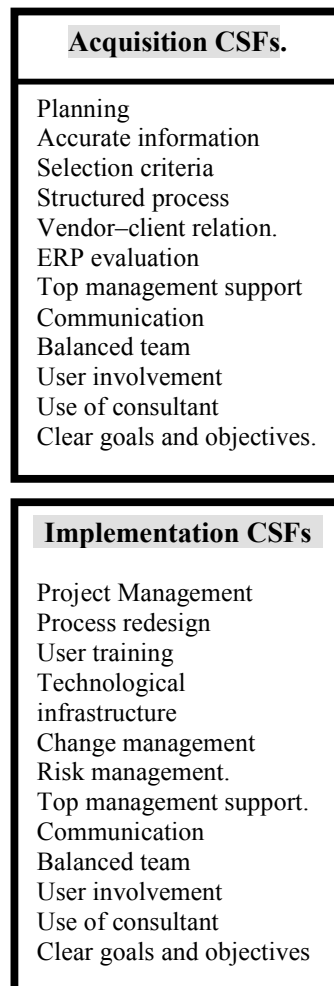 Acquisition CSFs.
Planning
Accurate information
Selection criteria
Structured process
Vendor–client relation.
ERP evaluation
Top management support
Communication
Balanced team
User involvement
Use of consultant
Clear goals and objectives.
Implementation CSFs
Project Management
Process redesign
User training
Technological
infrastructure
Change management
Risk management.
Top management support.
Communication
Balanced team
User involvement
Use of consultant
Clear goals and objectives